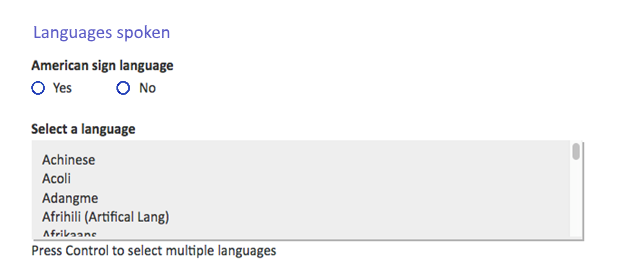 Languages spoken
American sign language
Yes No
Select a language
Achinese
Acoli
Adangme
Afrihili (Artifical Lang)
Afrikaans
Press Control to select multiple languages